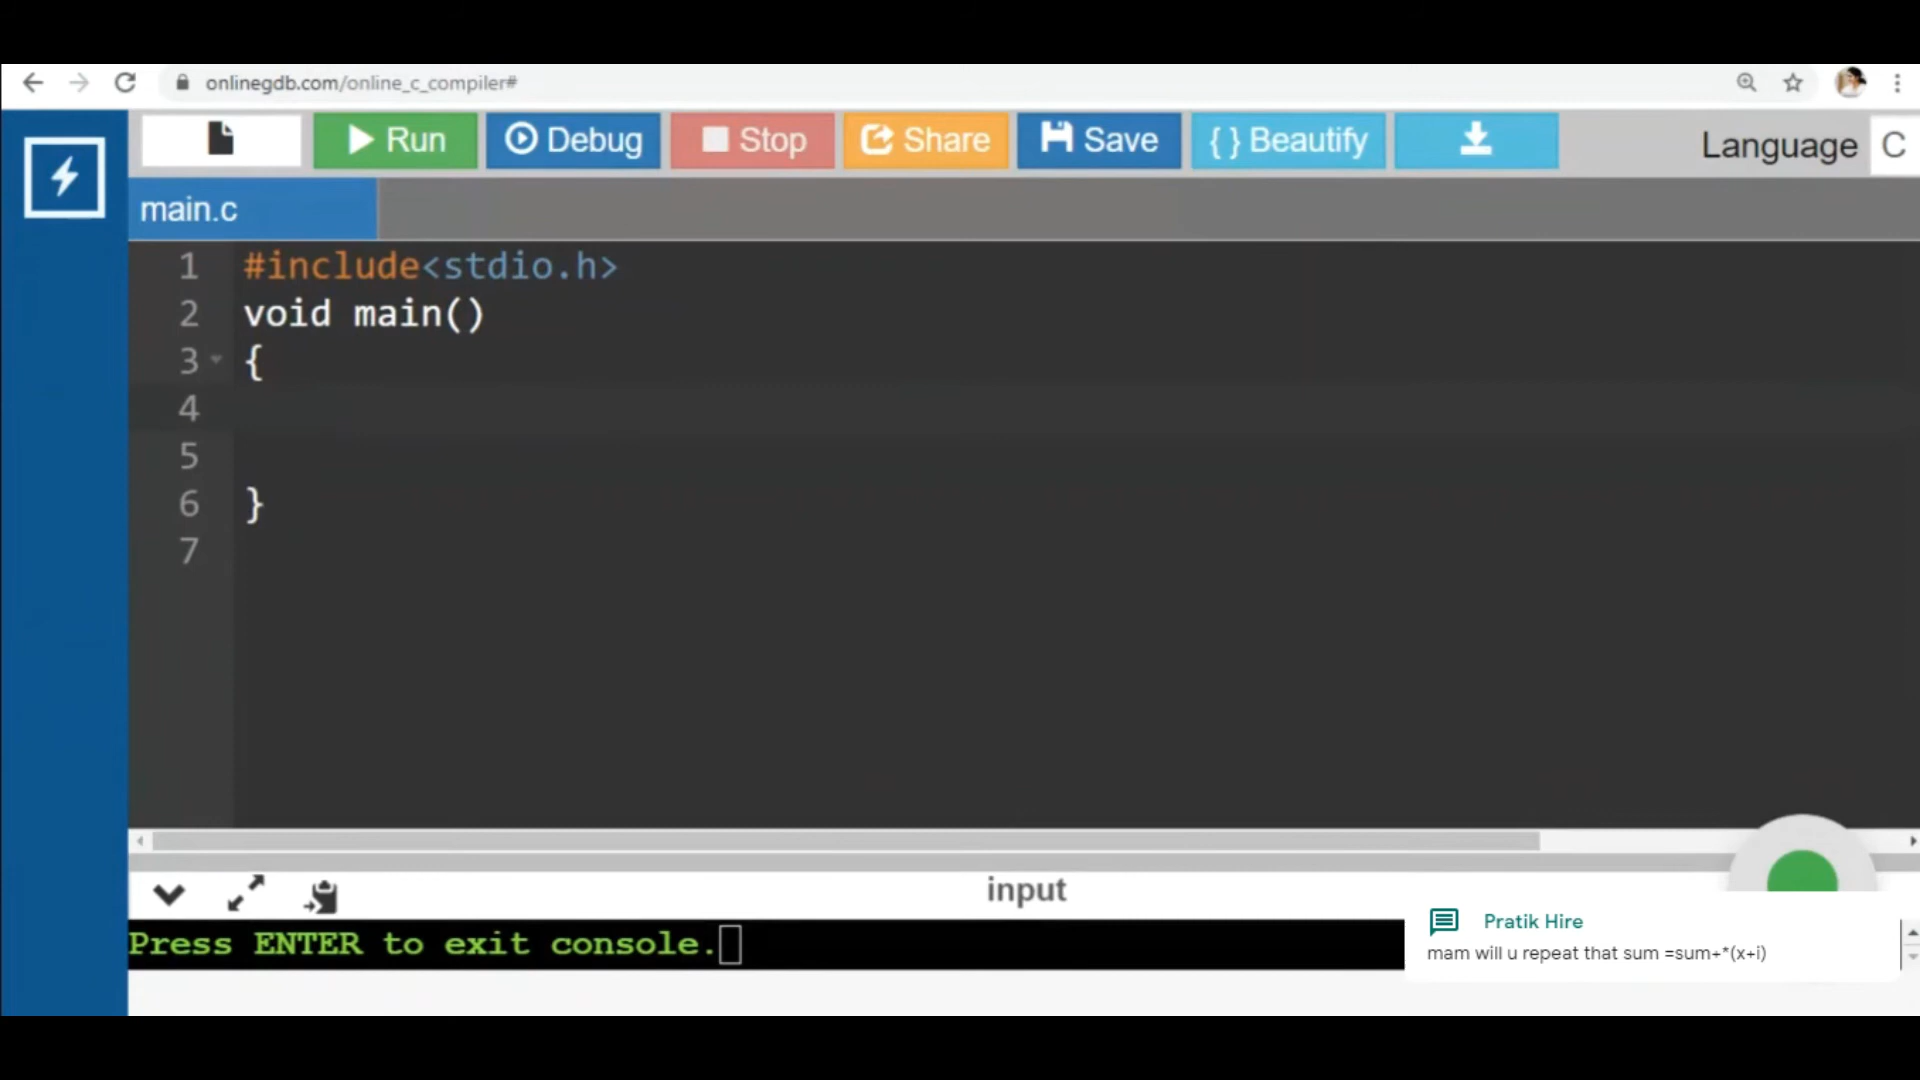 onlinegdb.com/online_c_compiler#
Run Debug Stop Share Save { } Beautify Language C
main.c
1 #include<stdio.h>
2 void main()
3 {
4
5
6 }
7
input
Press ENTER to exit console.
Pratik Hire
mam will u repeat that sum =sum+*(x+i)